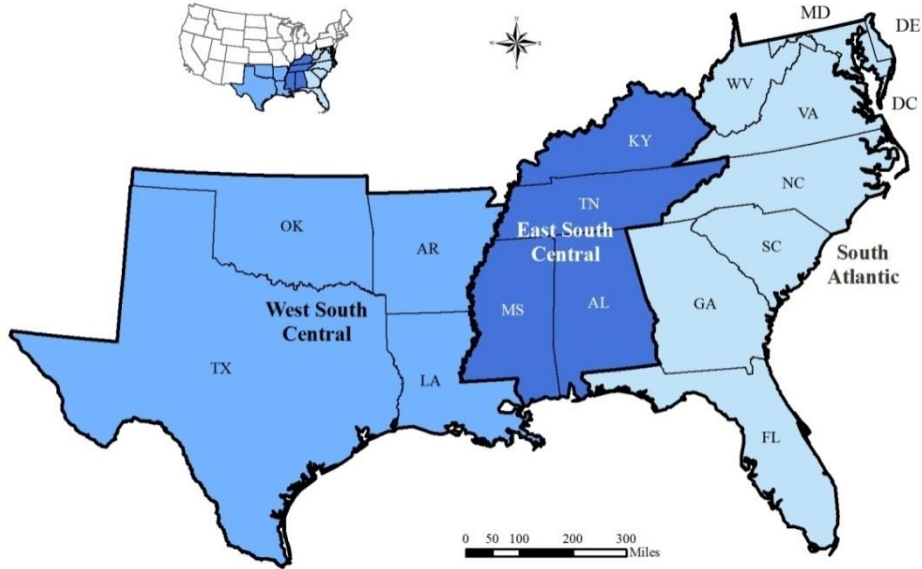 MD
DE
WV
DC
VA
KY
NC
TN
OK
East South
Central
AR
SC
South
Atlantic
West South
Central
MS
AL
GA
TX
LA
FL
0 50 100 200 300
Miles